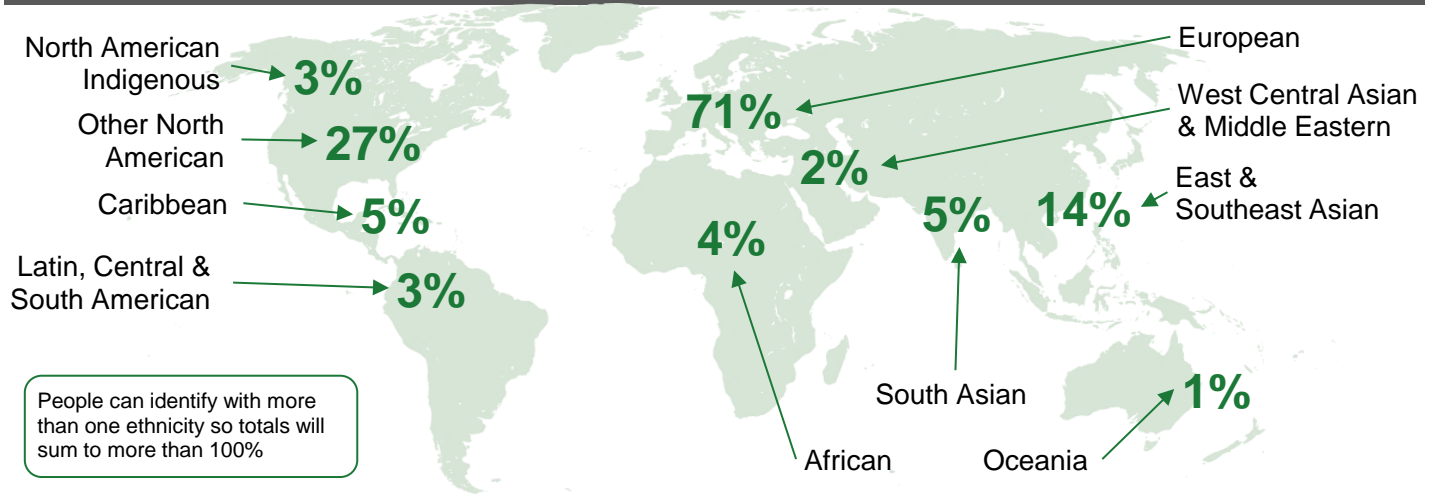 North American
Indigenous
3%
Other North
American
27%
Caribbean
5%
Latin, Central &
South American
3%
People can identify with more
than one ethnicity so totals will
sum to more than 100%
European
71%
West Central Asian
& Middle Eastern
2%
East &
Southeast Asian
14%
5%
South Asian
4%
African
1%
Oceania